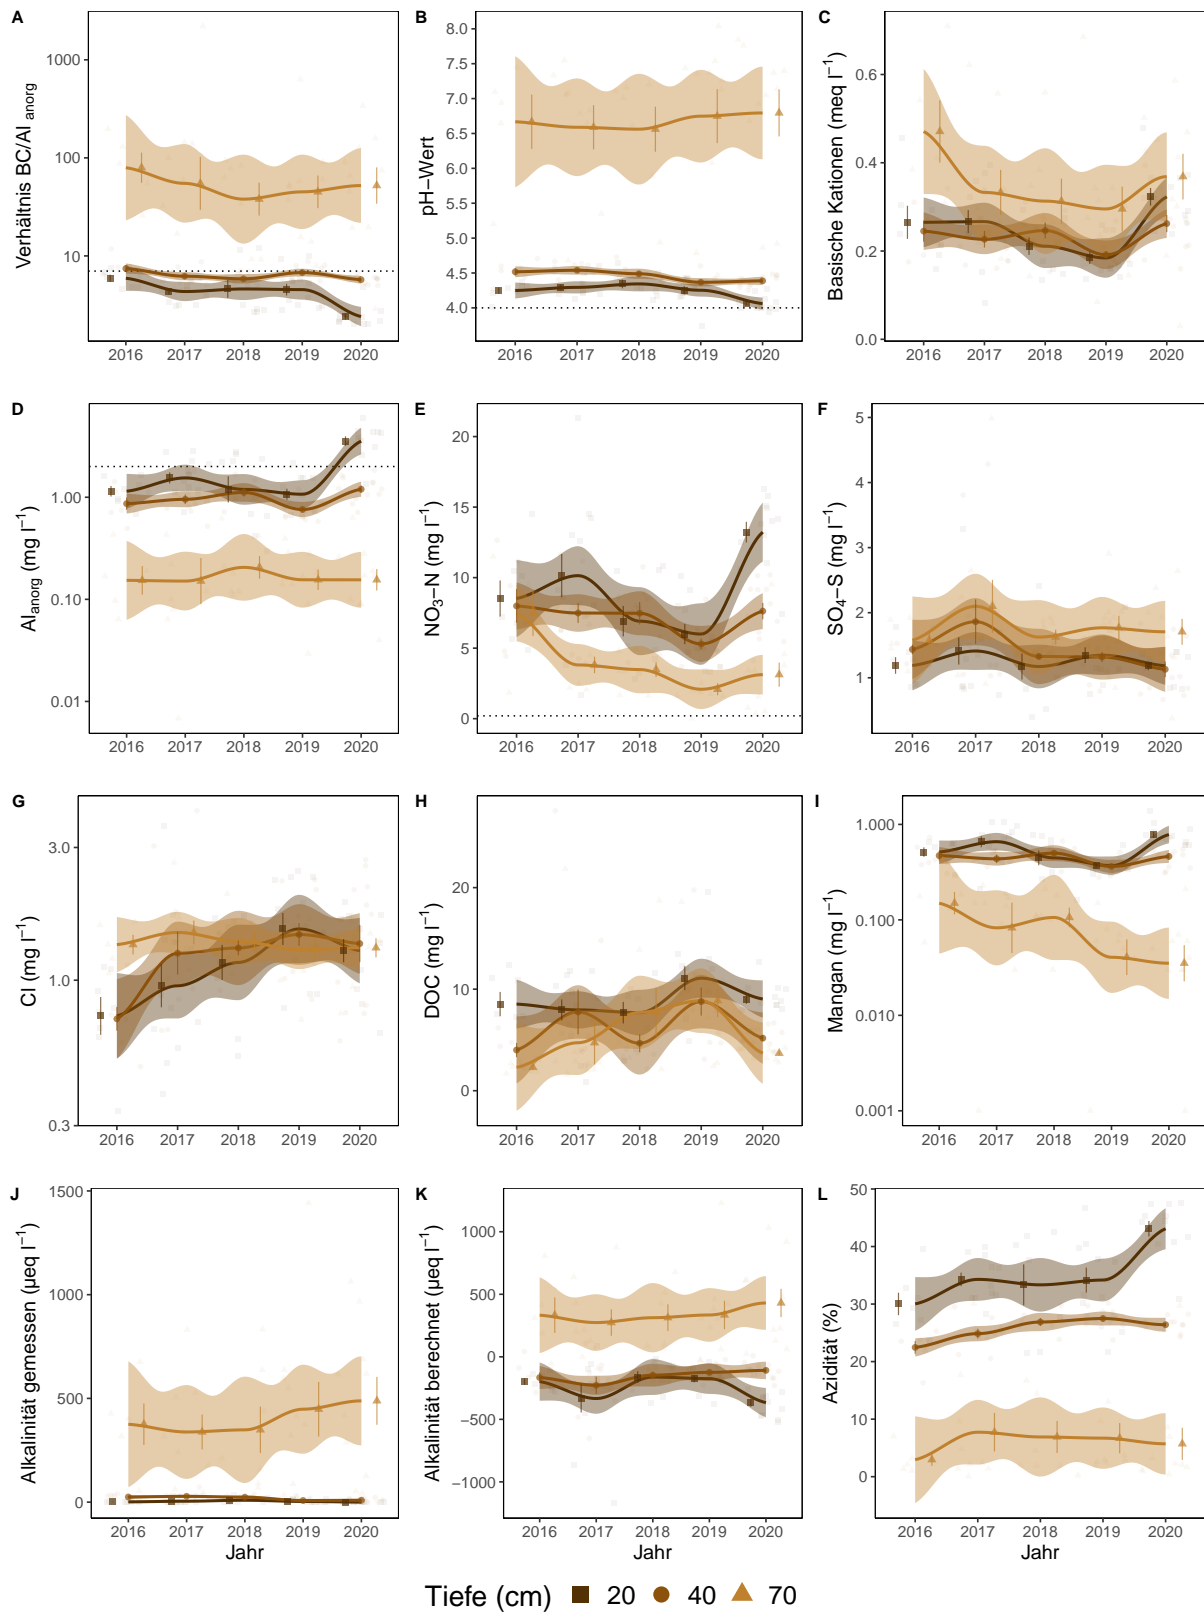 A
Verhältnis BC/Al anorg
1000
100
10
2016 2017 2018 2019 2020
B
pH−Wert
8.0
7.5
7.0
6.5
6.0
5.5
5.0
4.5
4.0
2016 2017 2018 2019 2020
C
Basische Kationen (meq l−1)
0.6
0.4
0.2
0.0
2016 2017 2018 2019 2020
D
Alanorg (mg l−1)
1.00
0.10
0.01
2016 2017 2018 2019 2020
E
NO3−N (mg l−1)
20
15
10
5
0
2016 2017 2018 2019 2020
F
SO4−S (mg l−1)
5
4
3
2
1
2016 2017 2018 2019 2020
G
Cl (mg l−1)
3.0
1.0
0.3
2016 2017 2018 2019 2020
H
DOC (mg l−1)
20
10
0
2016 2017 2018 2019 2020
I
Mangan (mg l−1)
1.000
0.100
0.010
0.001
2016 2017 2018 2019 2020
J
Alkalinität gemessen (µeq l−1)
1500
1000
500
0
2016 2017 2018 2019 2020
Jahr
K
Alkalinität berechnet (µeq l−1)
1000
500
0
−500
−1000
2016 2017 2018 2019 2020
Jahr
L
Azidität (%)
50
40
30
20
10
0
2016 2017 2018 2019 2020
Jahr
Tiefe (cm) 20 40 70